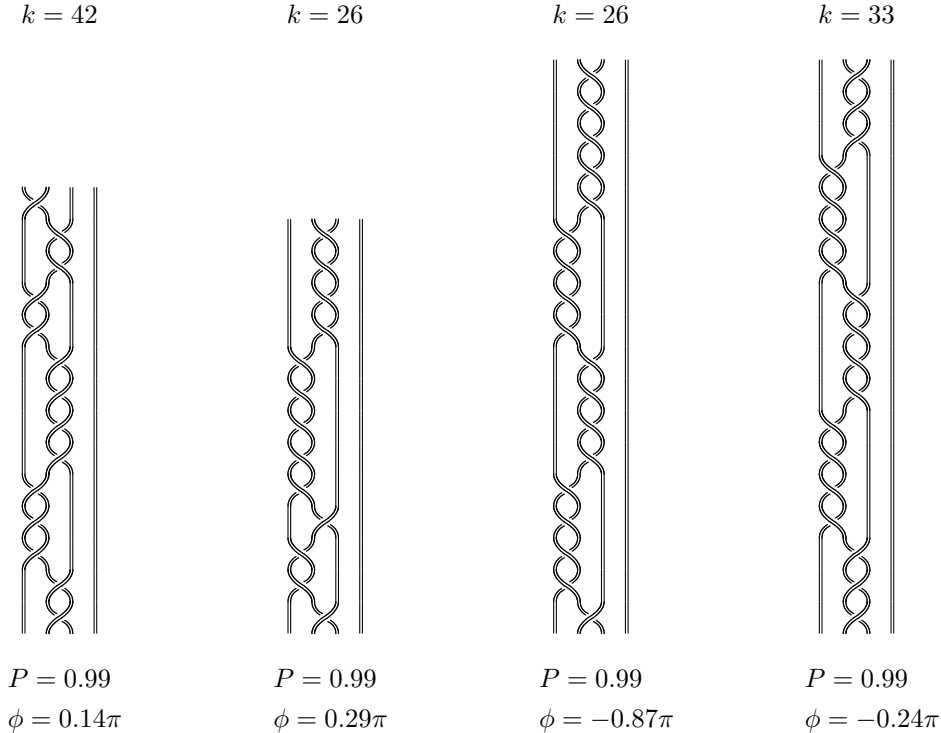 k = 42 k = 26 k = 26 k = 33
P = 0.99 P = 0.99 P = 0.99 P = 0.99
ϕ = 0.14π ϕ = 0.29π ϕ = −0.87π ϕ = −0.24π